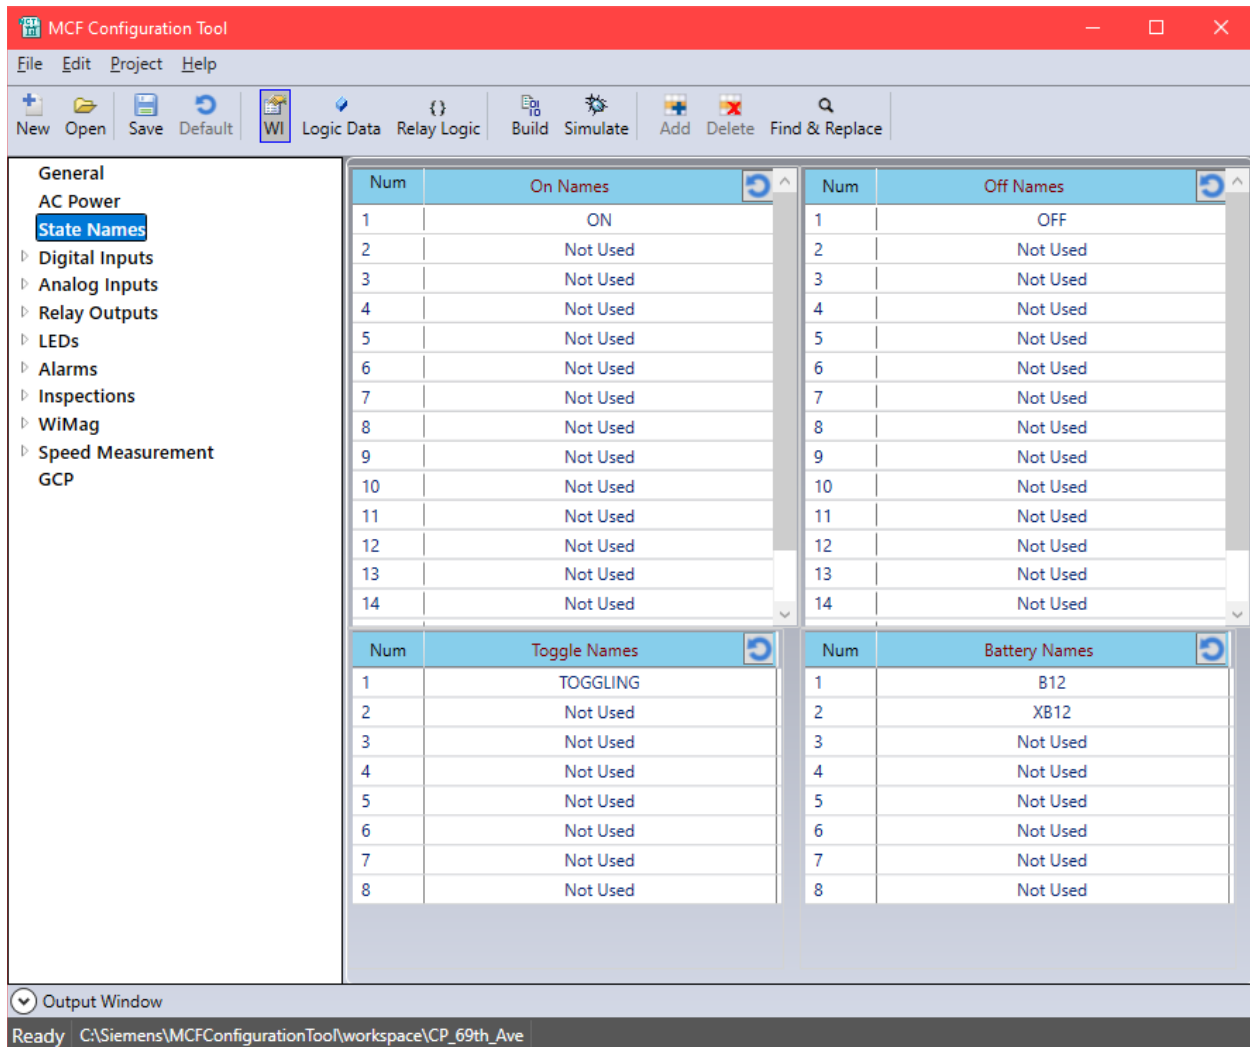 MCF Configuration Tool
File Edit Project Help
New Open Save Default WI Logic Data Relay Logic Build Simulate Add Delete Find & Replace
General
AC Power
State Names
Digital Inputs
Analog Inputs
Relay Outputs
LEDs
Alarms
Inspections
WiMag
Speed Measurement
GCP
Num On Names
1 ON
2 Not Used
3 Not Used
4 Not Used
5 Not Used
6 Not Used
7 Not Used
8 Not Used
9 Not Used
10 Not Used
11 Not Used
12 Not Used
13 Not Used
14 Not Used
Num Off Names
1 OFF
2 Not Used
3 Not Used
4 Not Used
5 Not Used
6 Not Used
7 Not Used
8 Not Used
9 Not Used
10 Not Used
11 Not Used
12 Not Used
13 Not Used
14 Not Used
Num Toggle Names
1 TOGGLING
2 Not Used
3 Not Used
4 Not Used
5 Not Used
6 Not Used
7 Not Used
8 Not Used
Num Battery Names
1 B12
2 XB12
3 Not Used
4 Not Used
5 Not Used
6 Not Used
7 Not Used
8 Not Used
Output Window
Ready C:\Siemens\MCFConfigurationTool\workspace\CP_69th_Ave